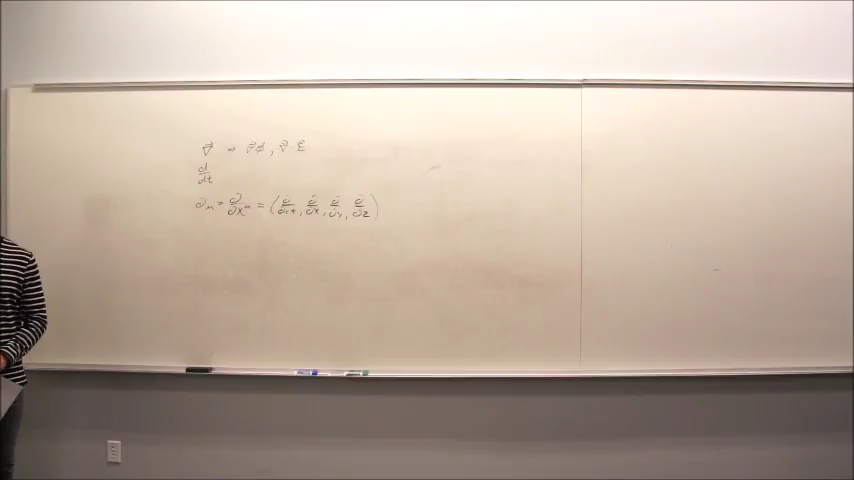 ∇⃗ → ∇⃗φ, ∇⃗ · E⃗
d/dt
∂_μ = ∂/∂x^μ = (∂/∂ct, ∂/∂x, ∂/∂y, ∂/∂z)